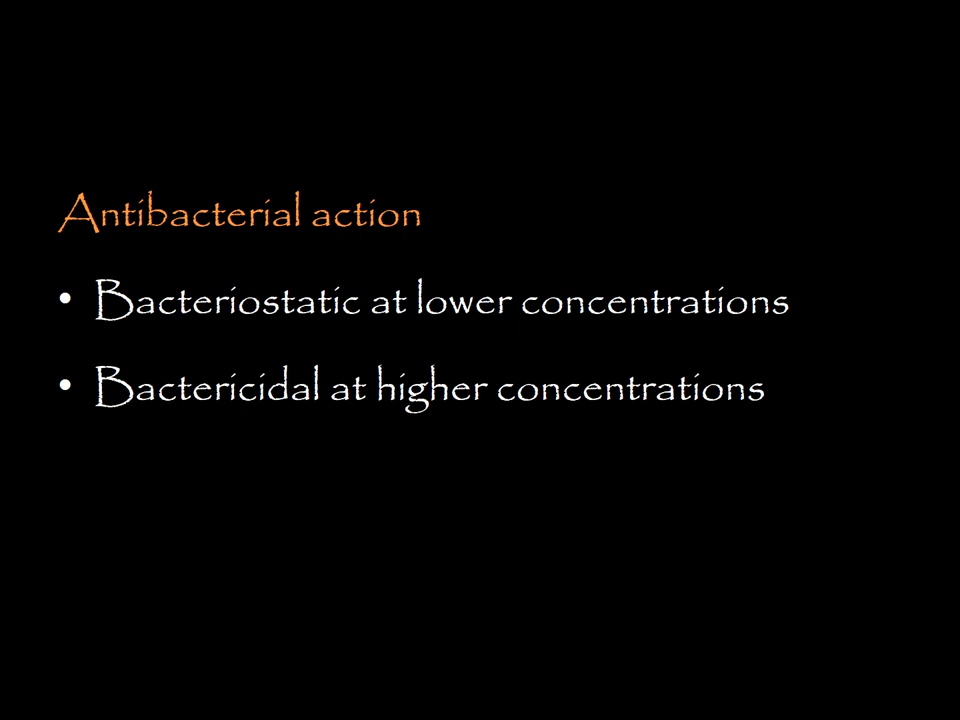 Antibacterial action
• Bacteriostatic at lower concentrations
• Bactericidal at higher concentrations